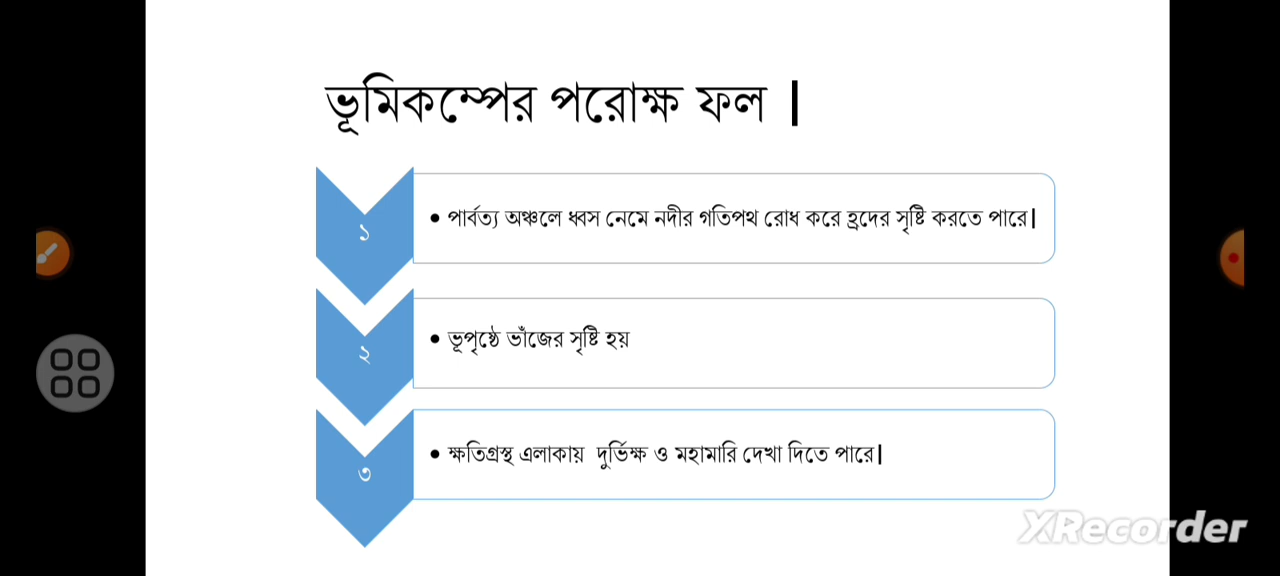 ভূমিকম্পের পরোক্ষ ফল |
১
• পার্বত্য অঞ্চলে ধ্বস নেমে নদীর গতিপথ রোধ করে হ্রদের সৃষ্টি করতে পারে|
২
• ভূপৃষ্ঠে ভাঁজের সৃষ্টি হয়
৩
• ক্ষতিগ্রস্থ এলাকায় দুর্ভিক্ষ ও মহামারি দেখা দিতে পারে|
XRecorder